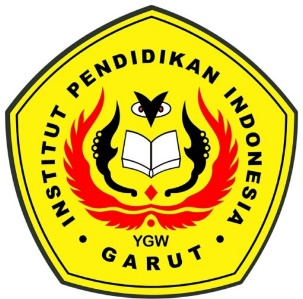 INSTITUT PENDIDIKAN INDONESIA
YGW
• GARUT •